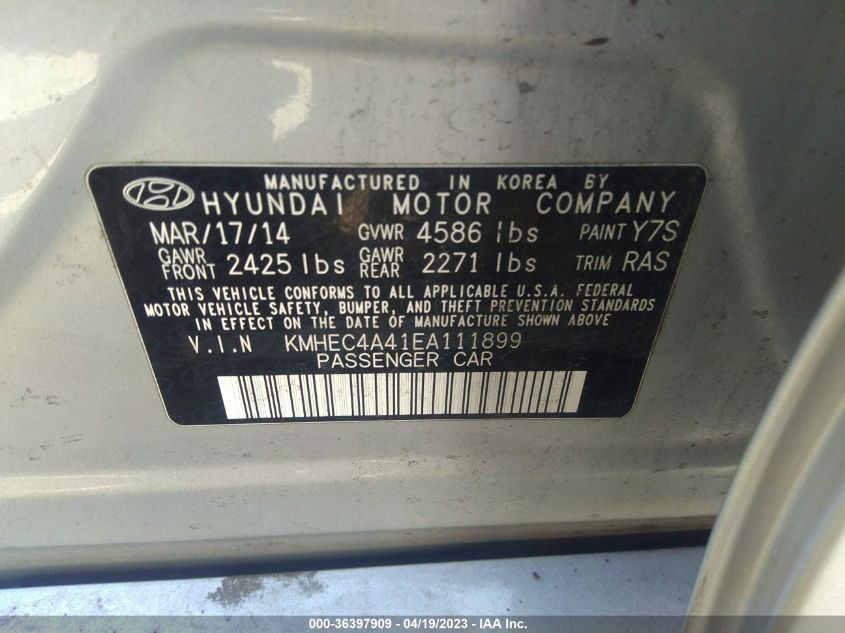 MANUFACTURED IN KOREA BY
HYUNDAI MOTOR COMPANY
MAR/17/14 GVWR 4586 lbs PAINT Y7S
GAWR FRONT 2425 lbs GAWR REAR 2271 lbs TRIM RAS
THIS VEHICLE CONFORMS TO ALL APPLICABLE U.S.A. FEDERAL
MOTOR VEHICLE SAFETY, BUMPER, AND THEFT PREVENTION STANDARDS
IN EFFECT ON THE DATE OF MANUFACTURE SHOWN ABOVE
V.I.N KMHEC4A41EA111899
PASSENGER CAR
000-36397909 - 04/19/2023 - IAA Inc.